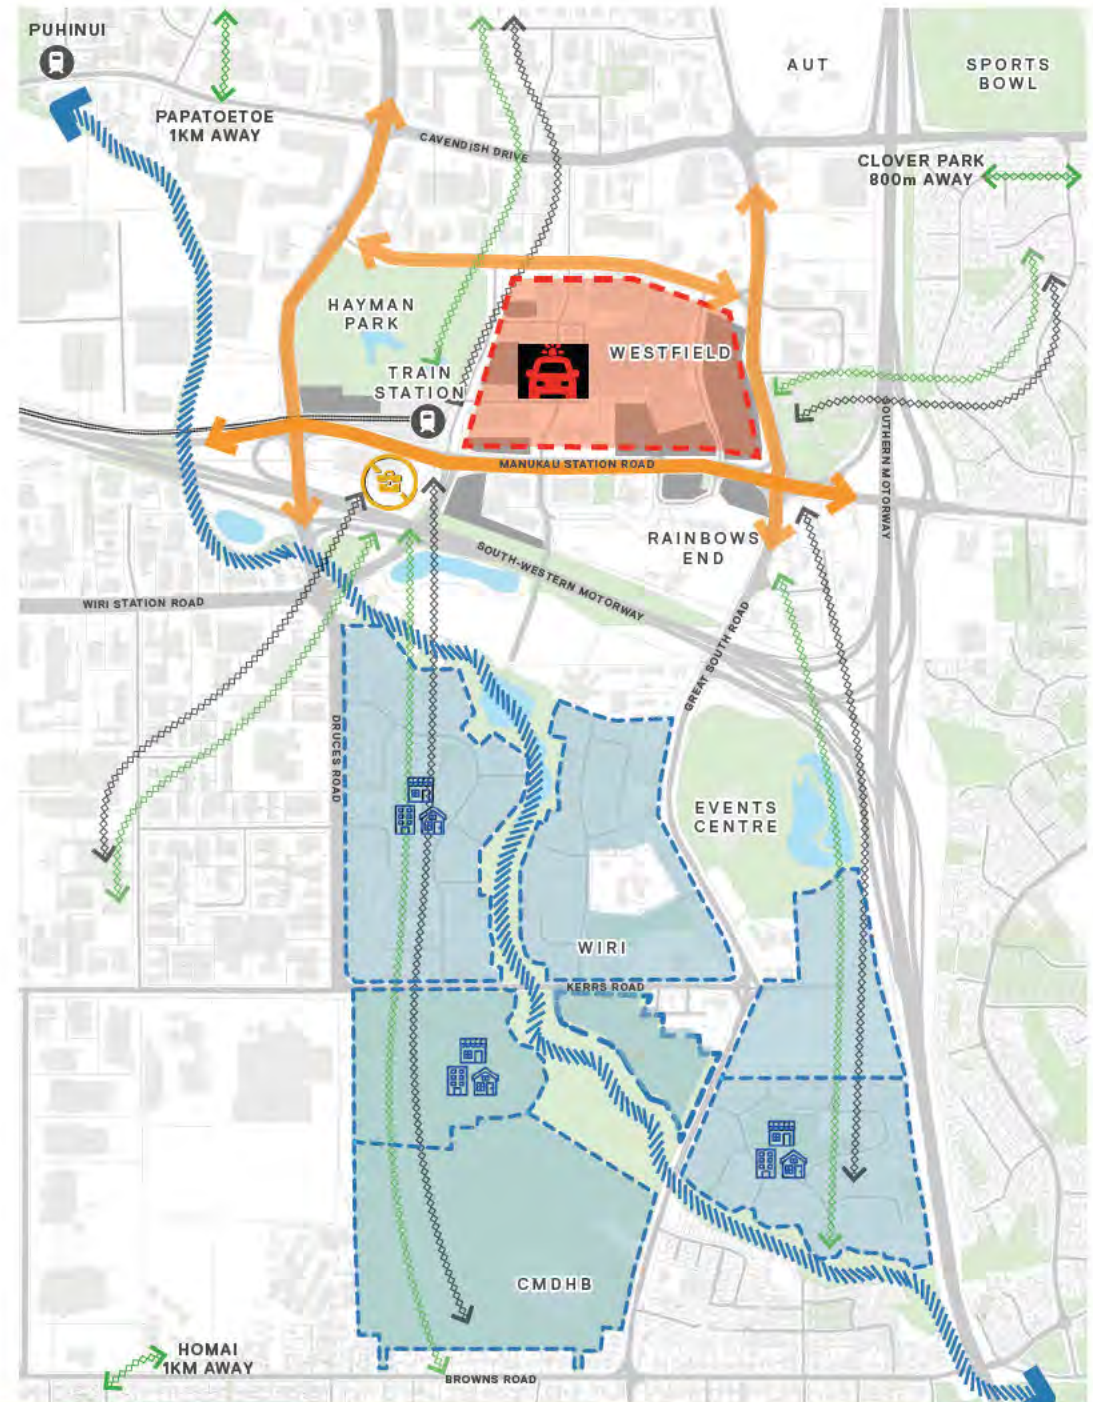 PUHINUI
AUT
SPORTS
BOWL
PAPATOETOE
1KM AWAY
CAVENDISH DRIVE
CLOVER PARK
800m AWAY
HAYMAN
PARK
WESTFIELD
TRAIN
STATION
SOUTHERN MOTORWAY
MANUKAU STATION ROAD
RAINBOWS
END
SOUTH-WESTERN MOTORWAY
WIRI STATION ROAD
GREAT SOUTH ROAD
DRUCES ROAD
EVENTS
CENTRE
WIRI
KERRS ROAD
CMDHB
HOMAI
1KM AWAY
BROWNS ROAD